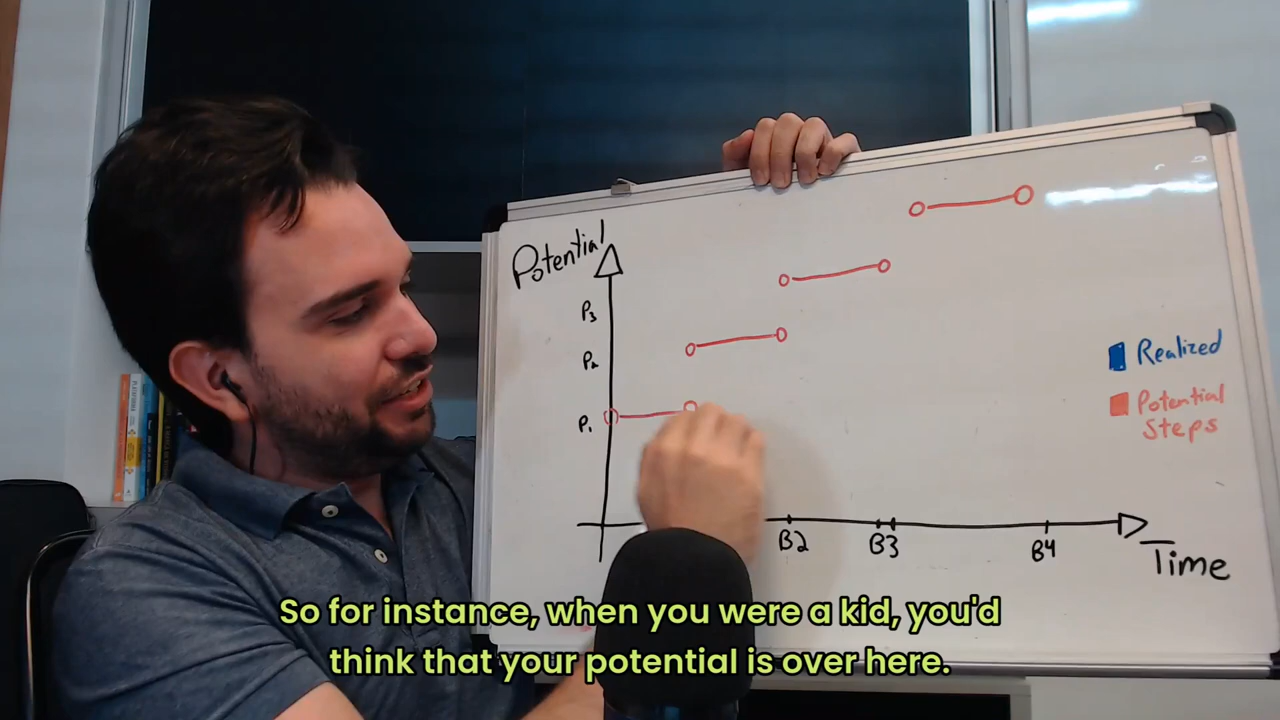 Potential
P3
P2
P1
Realized
Potential
Steps
B2
B3
B4
Time
So for instance, when you were a kid, you'd
think that your potential is over here.